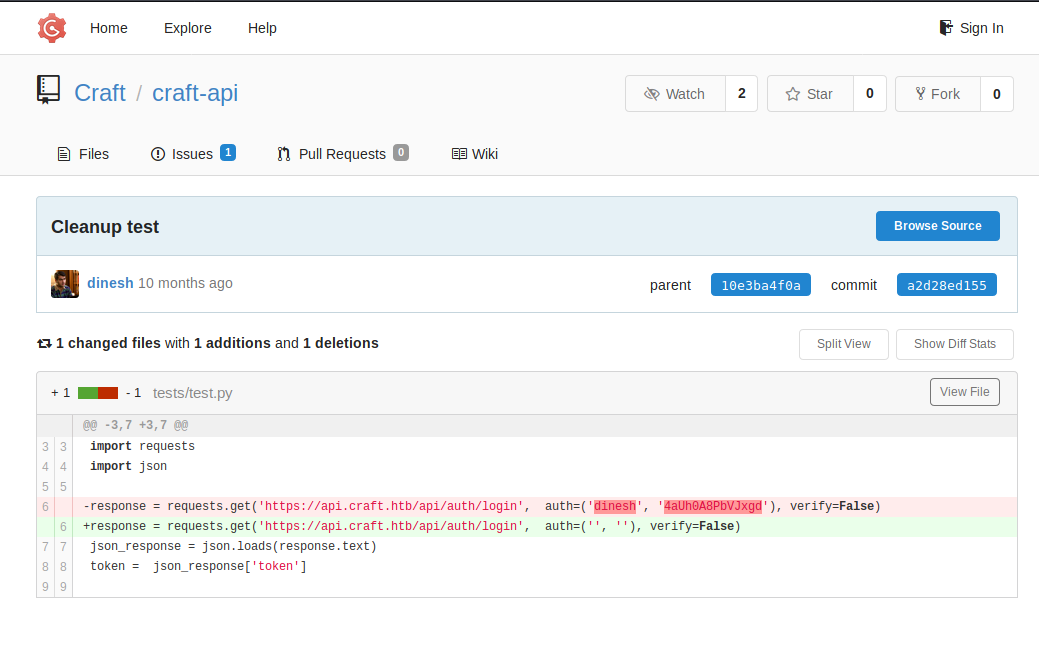 Home Explore Help Sign In
Craft / craft-api Watch 2 Star 0 Fork 0
Files Issues 1 Pull Requests 0 Wiki
Cleanup test Browse Source
dinesh 10 months ago parent 10e3ba4f0a commit a2d28ed155
1 changed files with 1 additions and 1 deletions Split View Show Diff Stats
+ 1 - 1 tests/test.py View File
@@ -3,7 +3,7 @@
3 3 import requests
4 4 import json
5 5
6 -response = requests.get('https://api.craft.htb/api/auth/login',  auth=('dinesh', '4aUh0A8PbVJxgd'), verify=False)
6 +response = requests.get('https://api.craft.htb/api/auth/login',  auth=('', ''), verify=False)
7 7 json_response = json.loads(response.text)
8 8 token =  json_response['token']
9 9